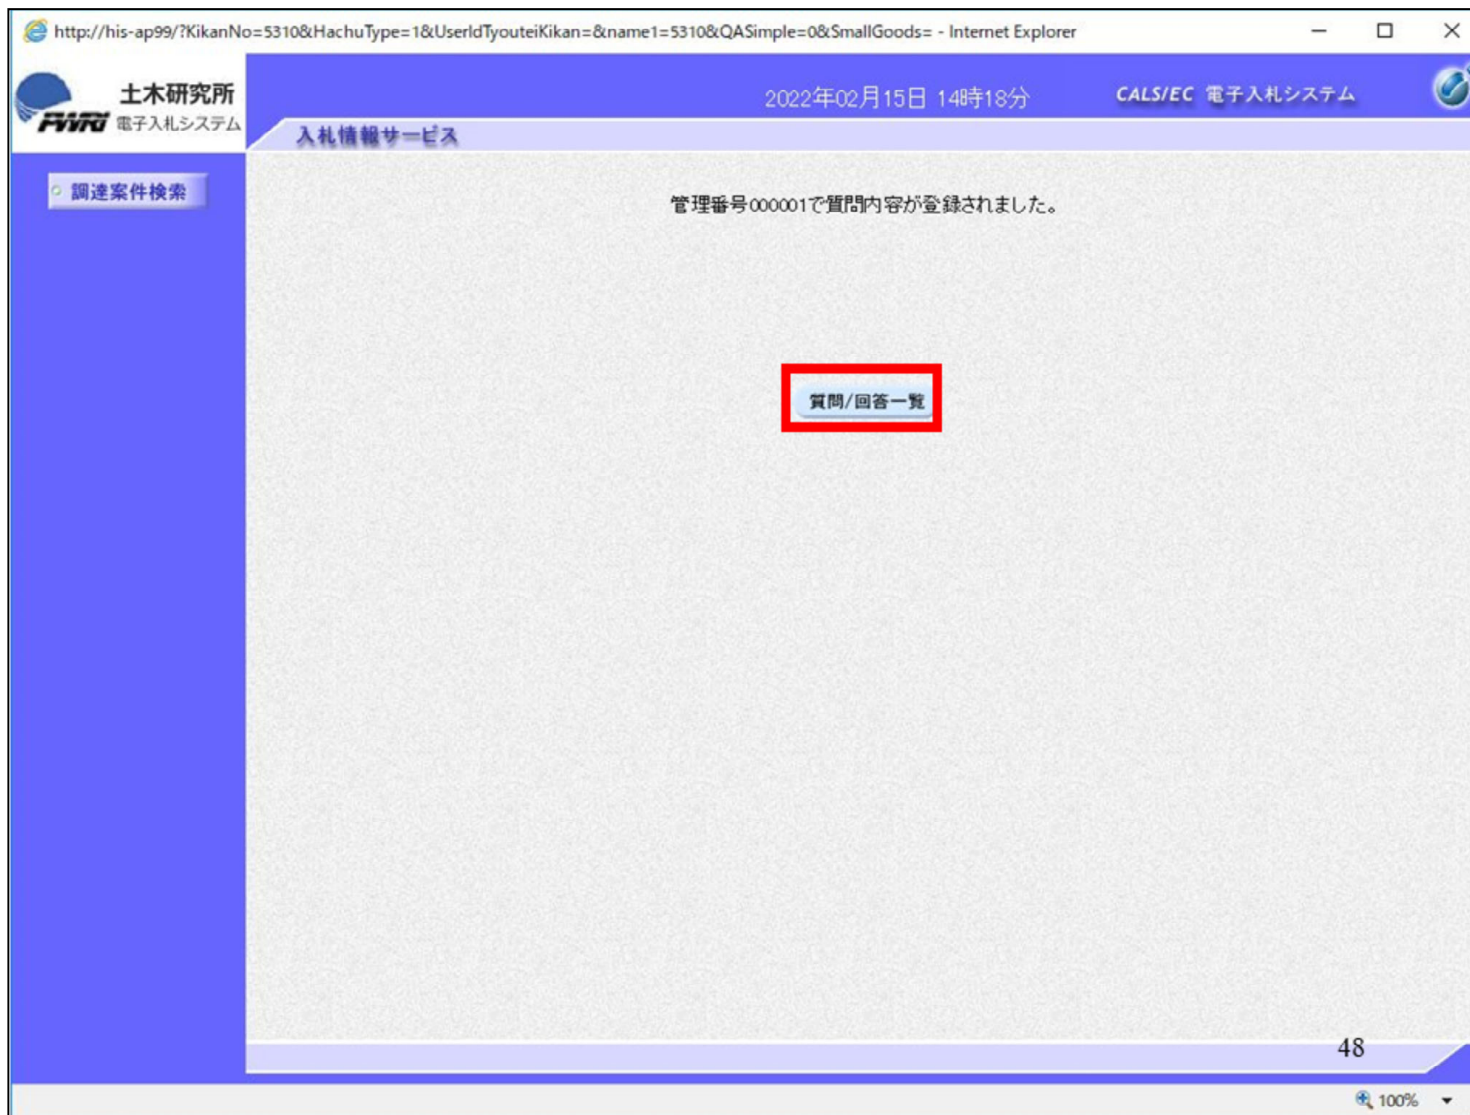 http://his-ap99/?KikanNo=5310&HachuType=1&UserIdTyouteiKikan=&name1=5310&QASimple=0&SmallGoods= - Internet Explorer
土木研究所
PWRI 電子入札システム
2022年02月15日 14時18分
CALS/EC 電子入札システム
入札情報サービス
調達案件検索
管理番号000001で質問内容が登録されました。
質問/回答一覧
48
100%